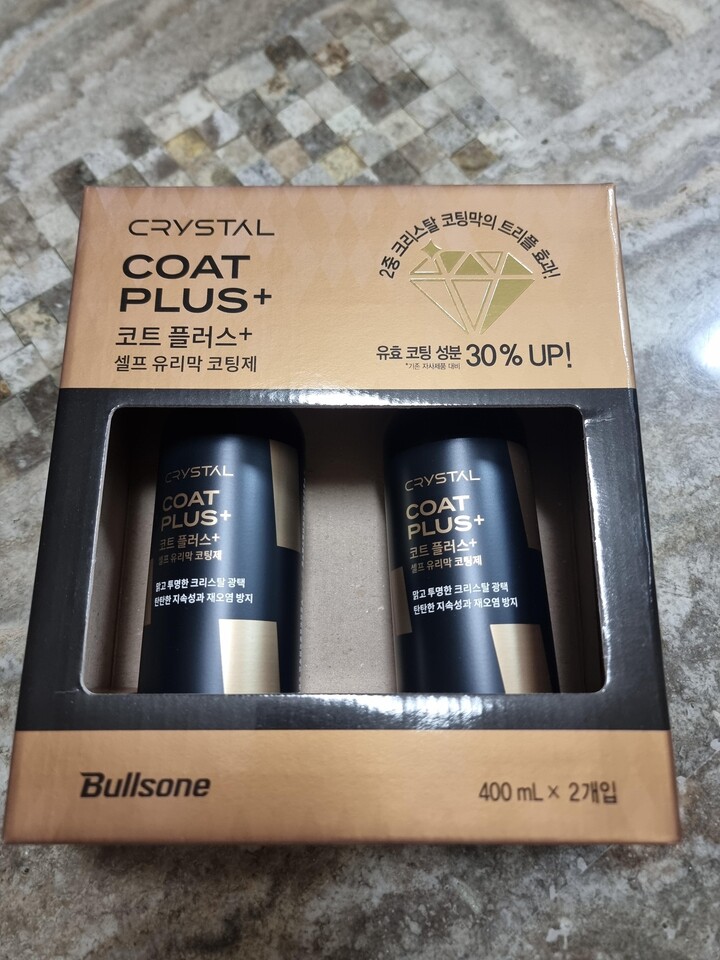 CRYSTAL
COAT
PLUS+
코트 플러스+
셀프 유리막 코팅제
2중 크리스탈 코팅막의 트리플 효과!
유효 코팅 성분 30% UP!
*기존 자사제품 대비
CRYSTAL
COAT
PLUS+
코트 플러스+
셀프 유리막 코팅제
맑고 투명한 크리스탈 광택
탄탄한 지속성과 재오염 방지
CRYSTAL
COAT
PLUS+
코트 플러스+
셀프 유리막 코팅제
맑고 투명한 크리스탈 광택
탄탄한 지속성과 재오염 방지
Bullsone
400 mL × 2개입